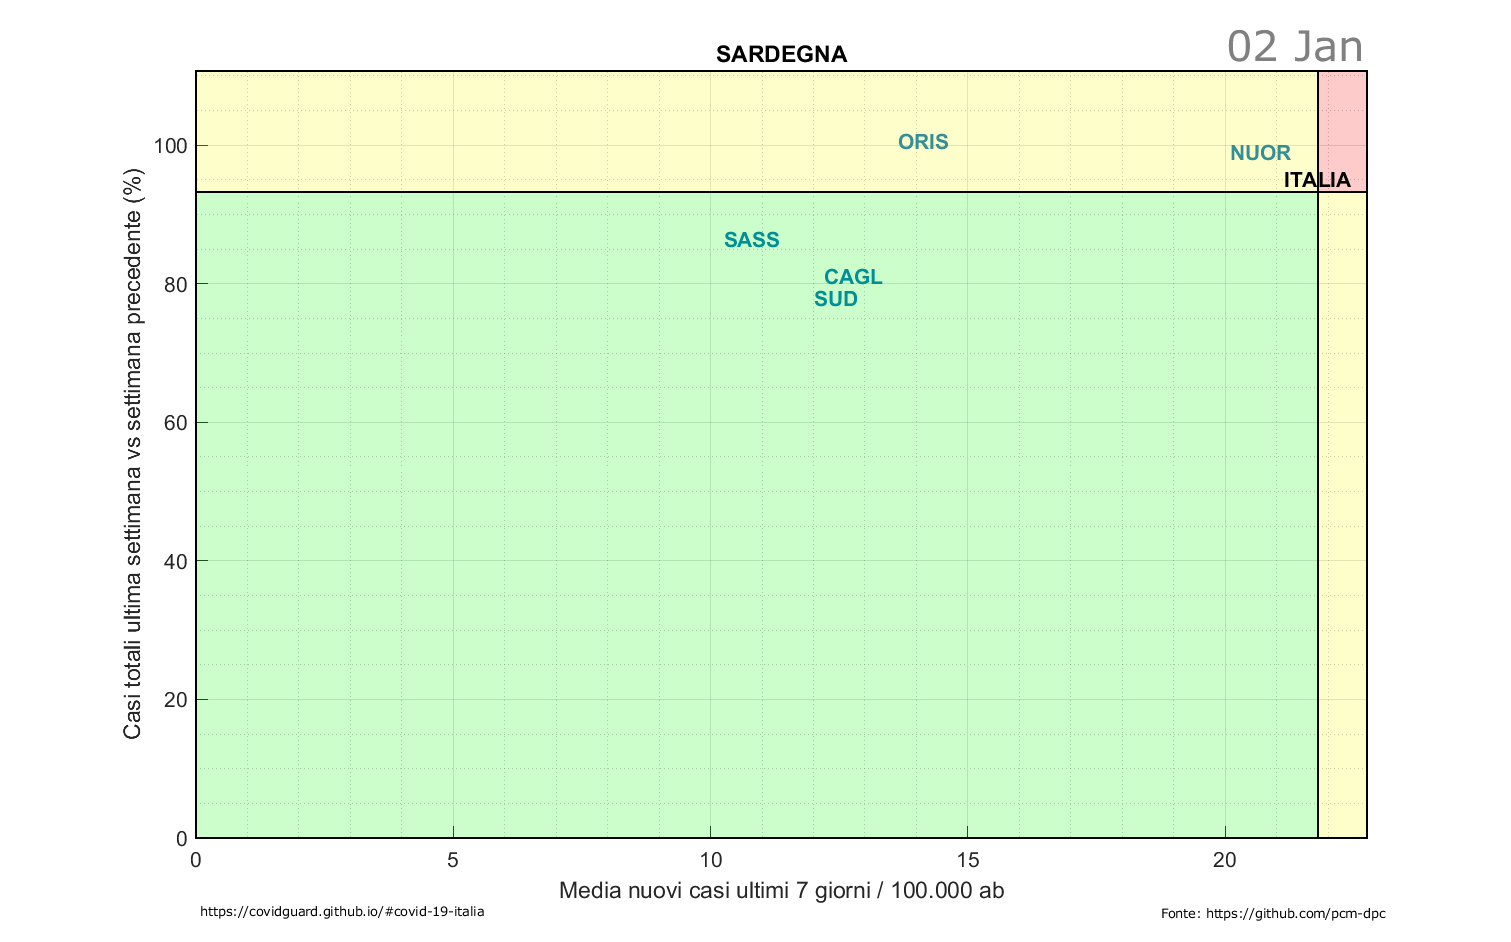 SARDEGNA
02 Jan
Casi totali ultima settimana vs settimana precedente (%)
100
80
60
40
20
0
ORIS
NUOR
ITALIA
SASS
CAGL
SUD
0 5 10 15 20
Media nuovi casi ultimi 7 giorni / 100.000 ab
https://covidguard.github.io/#covid-19-italia
Fonte: https://github.com/pcm-dpc